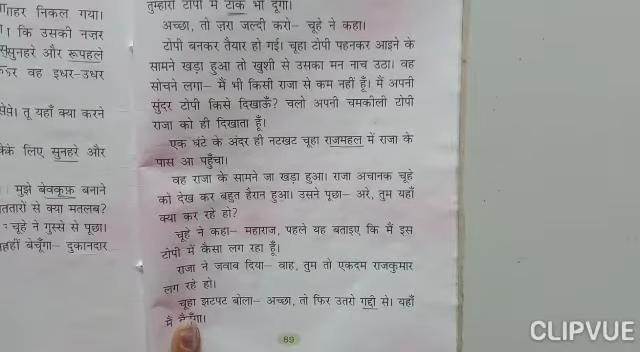 बाहर निकल गया।
कि उसकी नज़र
सुनहरे और रूपहले
वह इधर-उधर
तू यहाँ क्या करने
के लिए सुनहरे और
मुझे बेवकूफ़ बनाने
से क्या मतलब?
चूहे ने गुस्से से पूछा।
नहीं बेचूँगा- दुकानदार
तुम्हारी टोपी में टाँक भी दूँगा।
अच्छा, तो ज़रा जल्दी करो- चूहे ने कहा।
टोपी बनकर तैयार हो गई। चूहा टोपी पहनकर आइने के
सामने खड़ा हुआ तो खुशी से उसका मन नाच उठा। वह
सोचने लगा- मैं भी किसी राजा से कम नहीं हूँ। मैं अपनी
सुंदर टोपी किसे दिखाऊँ? चलो अपनी चमकीली टोपी
राजा को ही दिखाता हूँ।
एक घंटे के अंदर ही नटखट चूहा राजमहल में राजा के
पास आ पहुँचा।
वह राजा के सामने जा खड़ा हुआ। राजा अचानक चूहे
को देख कर बहुत हैरान हुआ। उसने पूछा- अरे, तुम यहाँ
क्या कर रहे हो?
चूहे ने कहा- महाराज, पहले यह बताइए कि मैं इस
टोपी में कैसा लग रहा हूँ।
राजा ने जवाब दिया- वाह, तुम तो एकदम राजकुमार
लग रहे हो।
चूहा झटपट बोला- अच्छा, तो फिर उतरो गद्दी से। यहाँ
मैं बैठूँगा।
89
CLIPVUE